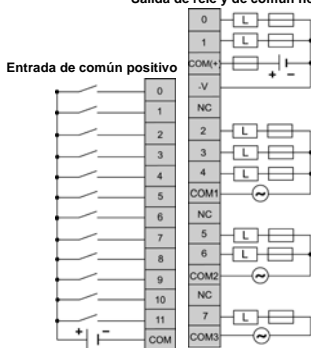 Salida de relé y de común
Entrada de común positivo
0
1
2
3
4
5
6
7
8
9
10
11
COM
+ −
0
L
1
L
COM(+)
+ −
-V
NC
2
L
3
L
4
L
COM1
NC
5
L
6
L
COM2
NC
7
L
COM3